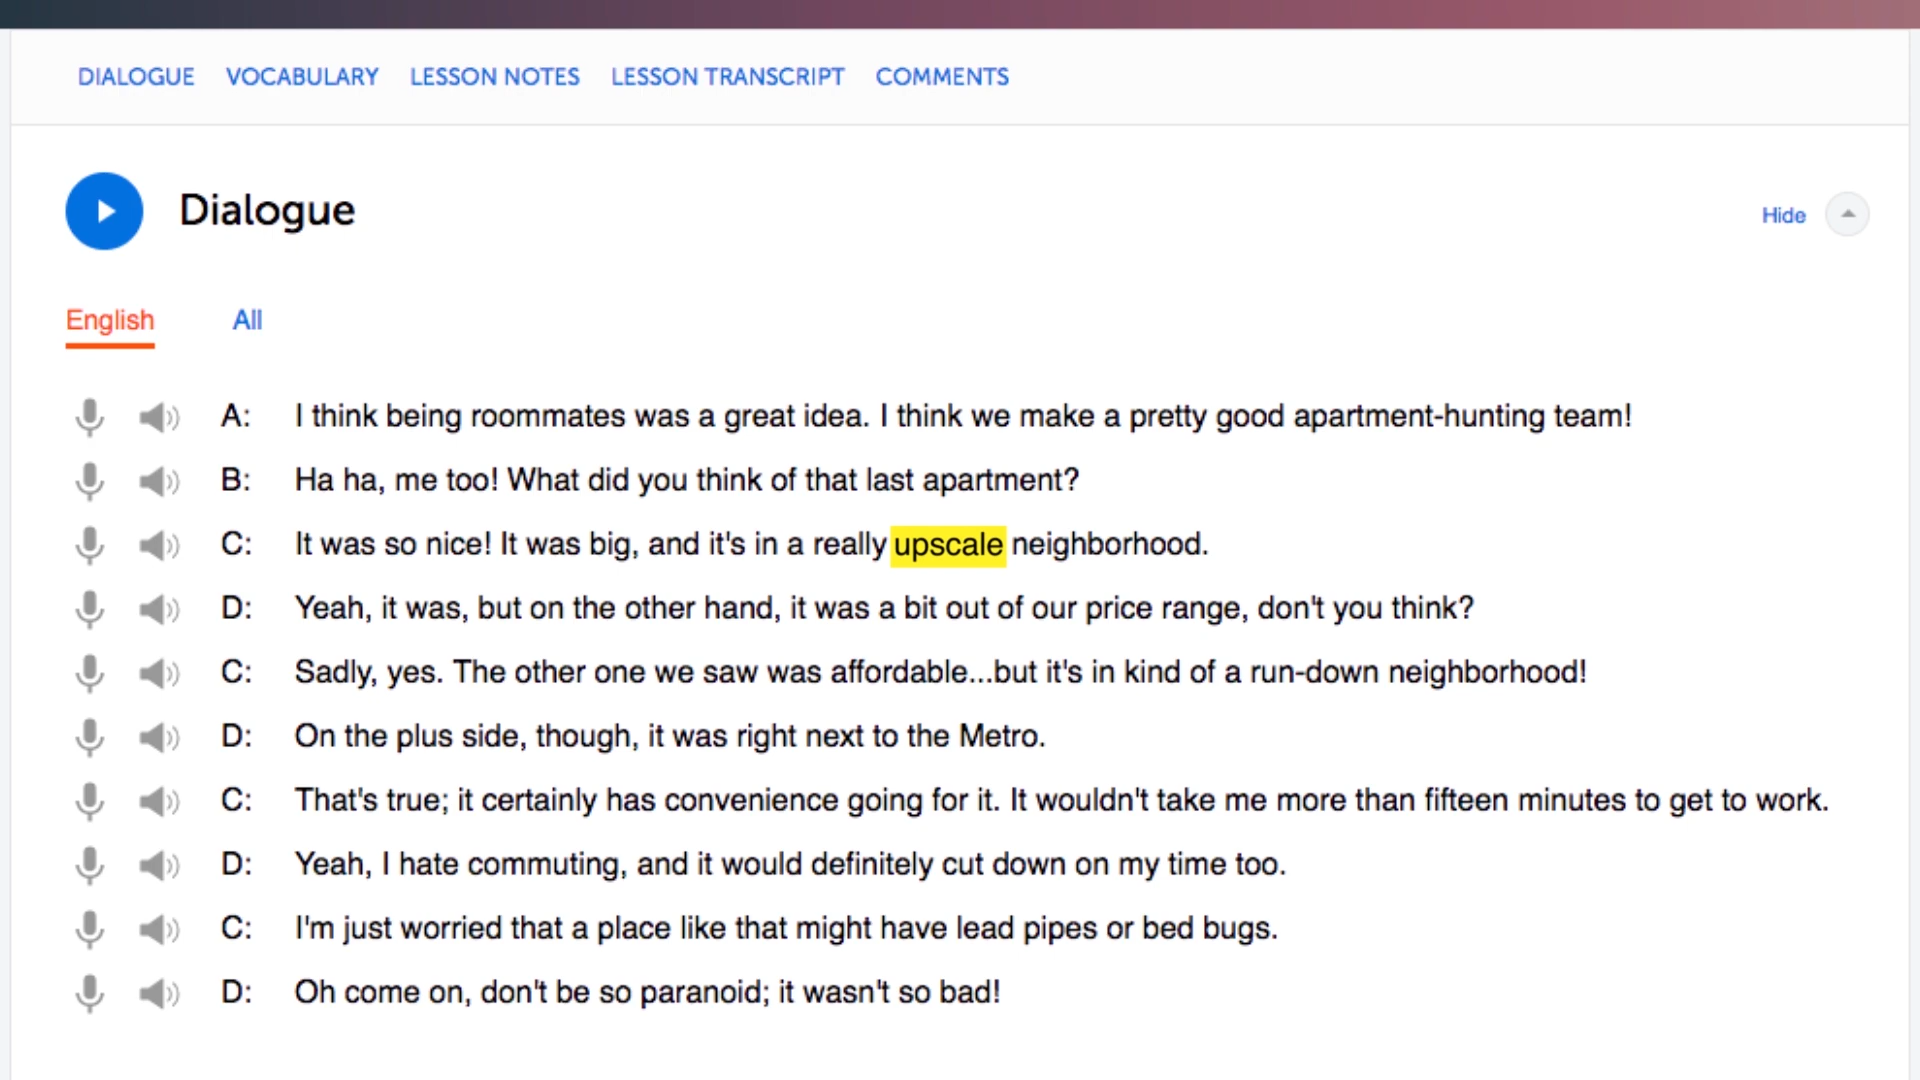 DIALOGUE VOCABULARY LESSON NOTES LESSON TRANSCRIPT COMMENTS
Dialogue
Hide
English All
A: I think being roommates was a great idea. I think we make a pretty good apartment-hunting team!
B: Ha ha, me too! What did you think of that last apartment?
C: It was so nice! It was big, and it's in a really upscale neighborhood.
D: Yeah, it was, but on the other hand, it was a bit out of our price range, don't you think?
C: Sadly, yes. The other one we saw was affordable...but it's in kind of a run-down neighborhood!
D: On the plus side, though, it was right next to the Metro.
C: That's true; it certainly has convenience going for it. It wouldn't take me more than fifteen minutes to get to work.
D: Yeah, I hate commuting, and it would definitely cut down on my time too.
C: I'm just worried that a place like that might have lead pipes or bed bugs.
D: Oh come on, don't be so paranoid; it wasn't so bad!